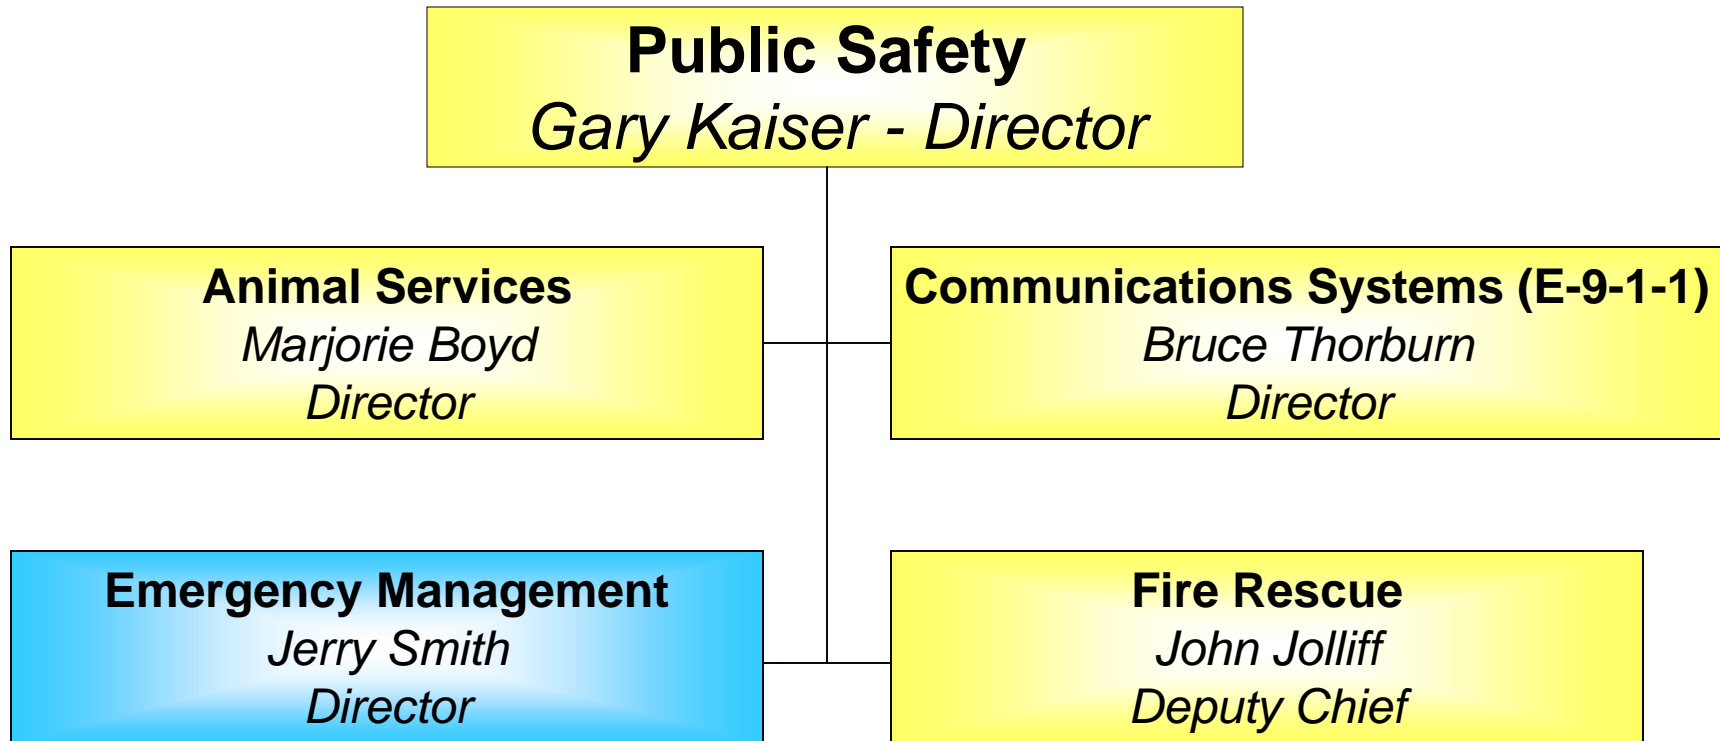 Public Safety
Gary Kaiser - Director
Animal Services
Marjorie Boyd
Director
Communications Systems (E-9-1-1)
Bruce Thorburn
Director
Emergency Management
Jerry Smith
Director
Fire Rescue
John Jolliff
Deputy Chief